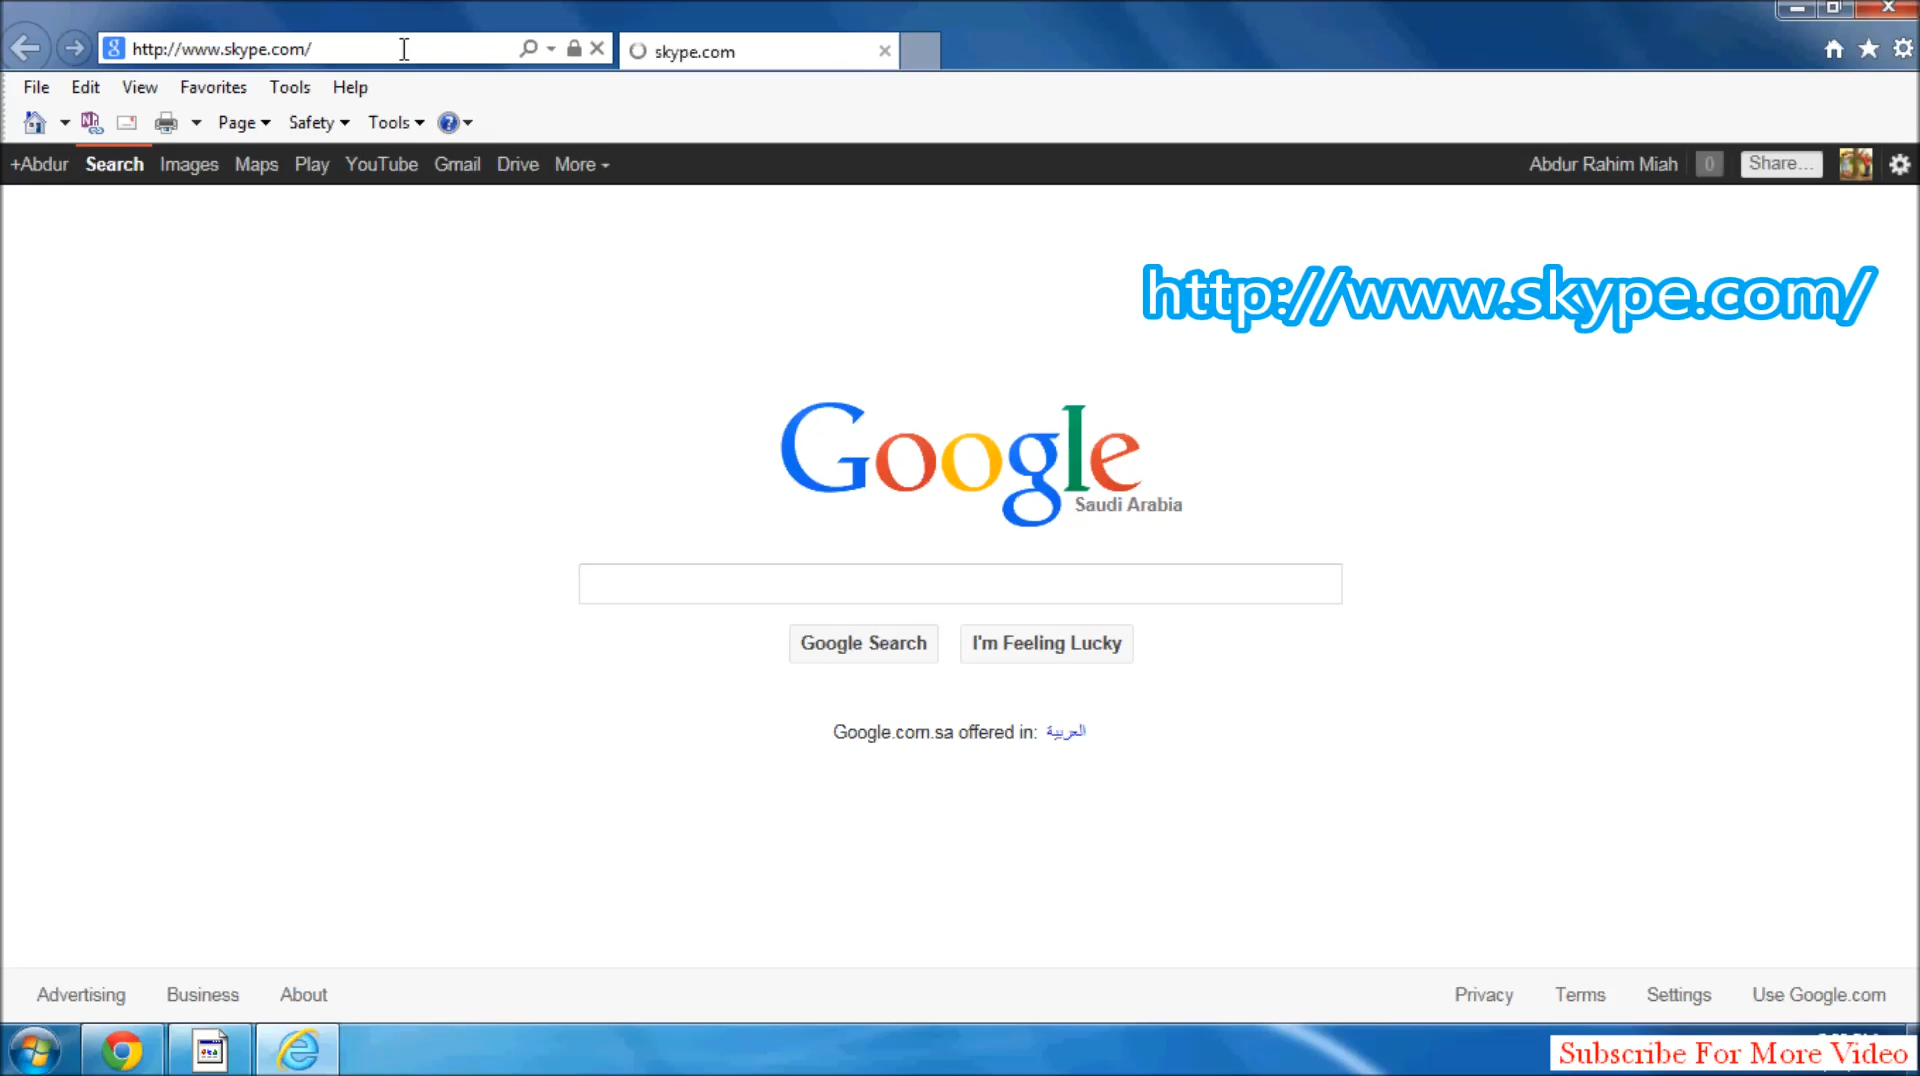 http://www.skype.com/
skype.com
File Edit View Favorites Tools Help
Page Safety Tools
+Abdur Search Images Maps Play YouTube Gmail Drive More
Abdur Rahim Miah 0 Share...
http://www.skype.com/
Google
Saudi Arabia
Google Search I'm Feeling Lucky
Google.com.sa offered in: العربية
Advertising Business About
Privacy Terms Settings Use Google.com
Subscribe For More Video